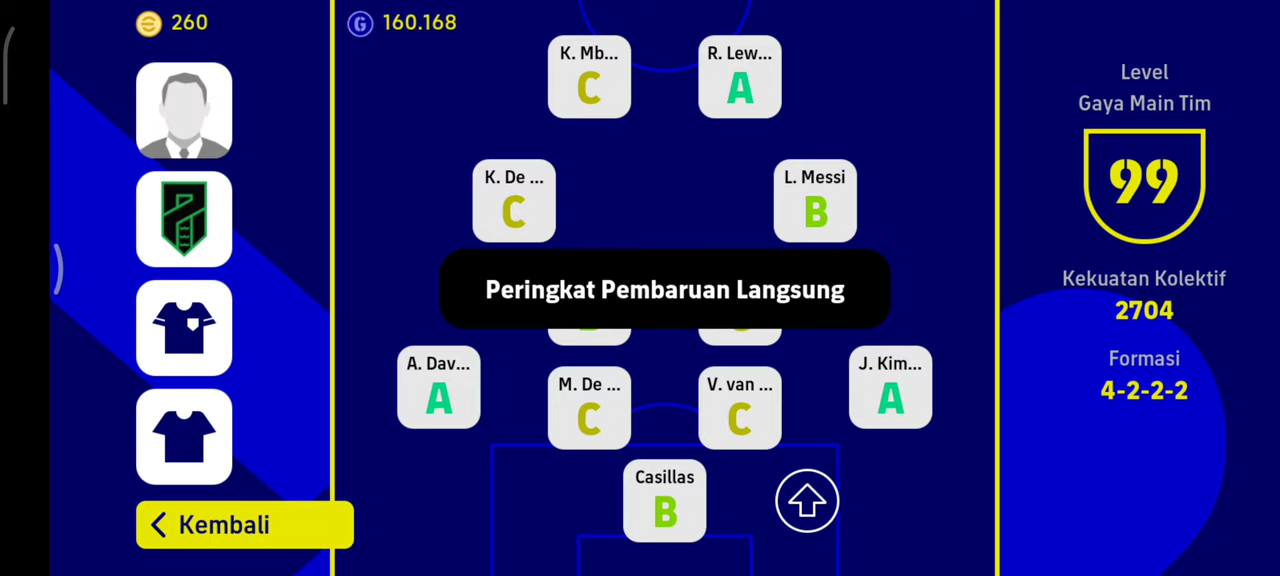 260
160.168
K. Mb...
C
R. Lew...
A
K. De ...
C
L. Messi
B
Peringkat Pembaruan Langsung
A. Dav...
A
M. De ...
C
V. van ...
C
J. Kim...
A
Casillas
B
Kembali
Level
Gaya Main Tim
99
Kekuatan Kolektif
2704
Formasi
4-2-2-2